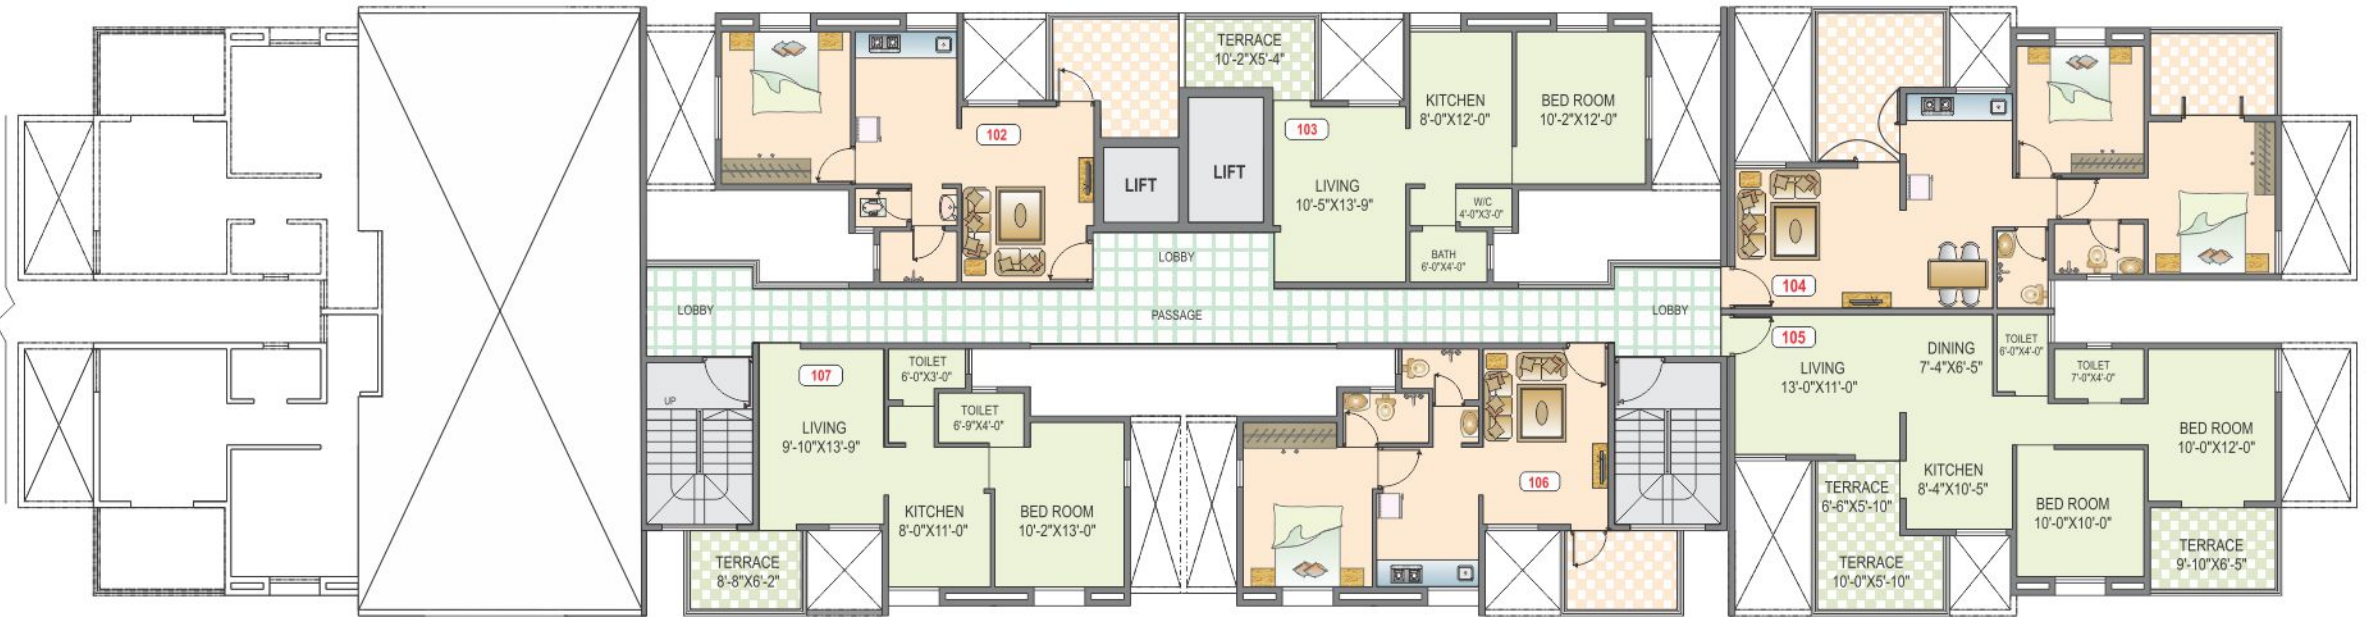 TERRACE
10'-2"X5'-4"
KITCHEN
8'-0"X12'-0"
BED ROOM
10'-2"X12'-0"
102
103
LIFT
LIFT
LIVING
10'-5"X13'-9"
W/C
4'-0"X3'-0"
BATH
6'-0"X4'-0"
LOBBY
LOBBY
PASSAGE
LOBBY
104
105
LIVING
13'-0"X11'-0"
DINING
7'-4"X6'-5"
TOILET
6'-0"X4'-0"
TOILET
7'-0"X4'-0"
BED ROOM
10'-0"X12'-0"
KITCHEN
8'-4"X10'-5"
BED ROOM
10'-0"X10'-0"
TERRACE
6'-6"X5'-10"
TERRACE
10'-0"X5'-10"
TERRACE
9'-10"X6'-5"
UP
107
LIVING
9'-10"X13'-9"
TOILET
6'-0"X3'-0"
TOILET
6'-9"X4'-0"
KITCHEN
8'-0"X11'-0"
BED ROOM
10'-2"X13'-0"
TERRACE
8'-8"X6'-2"
106